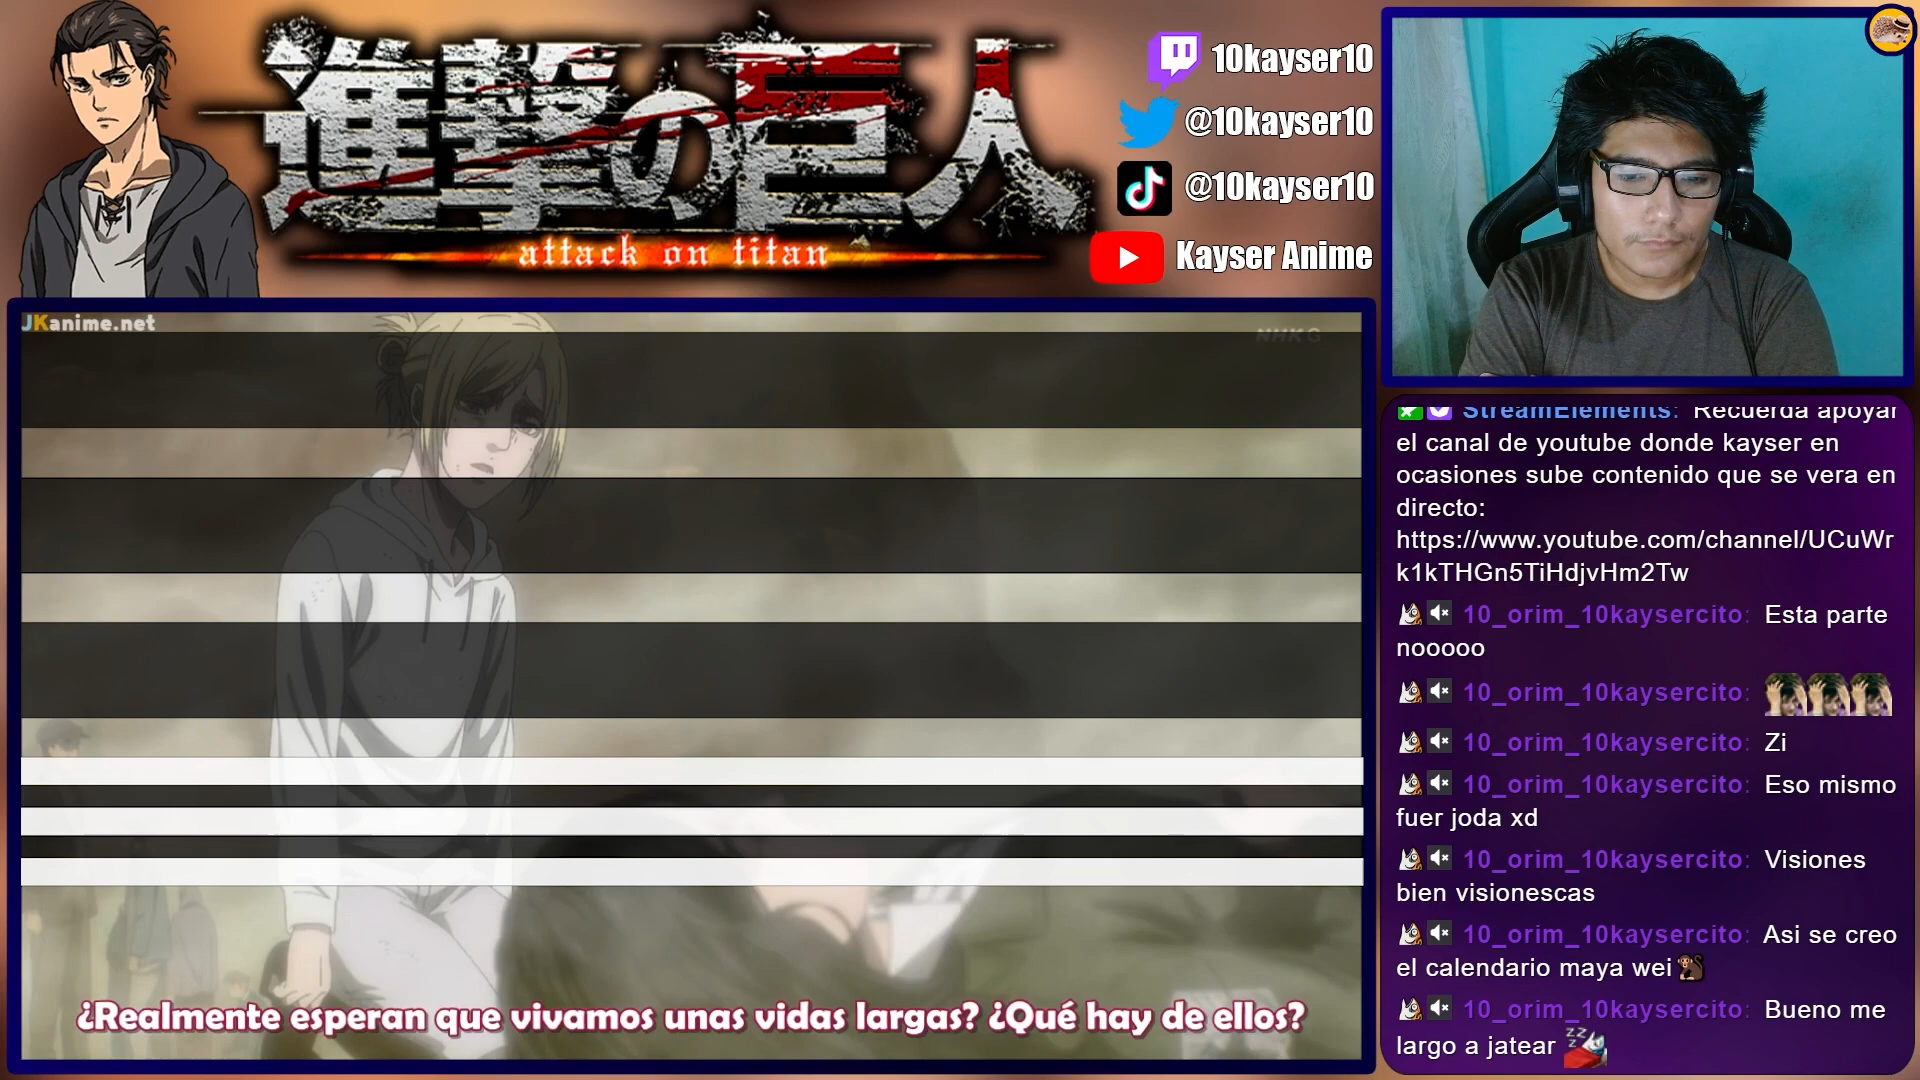 進撃の巨人
attack on titan
10kayser10
@10kayser10
@10kayser10
Kayser Anime
JKanime.net
NHK G
¿Realmente esperan que vivamos unas vidas largas? ¿Qué hay de ellos?
StreamElements: Recuerda apoyar
el canal de youtube donde kayser en
ocasiones sube contenido que se vera en
directo:
https://www.youtube.com/channel/UCuWr
k1kTHGn5TiHdjvHm2Tw
10_orim_10kaysercito: Esta parte
nooooo
10_orim_10kaysercito:
10_orim_10kaysercito: Zi
10_orim_10kaysercito: Eso mismo
fuer joda xd
10_orim_10kaysercito: Visiones
bien visionescas
10_orim_10kaysercito: Asi se creo
el calendario maya wei
10_orim_10kaysercito: Bueno me
largo a jatear